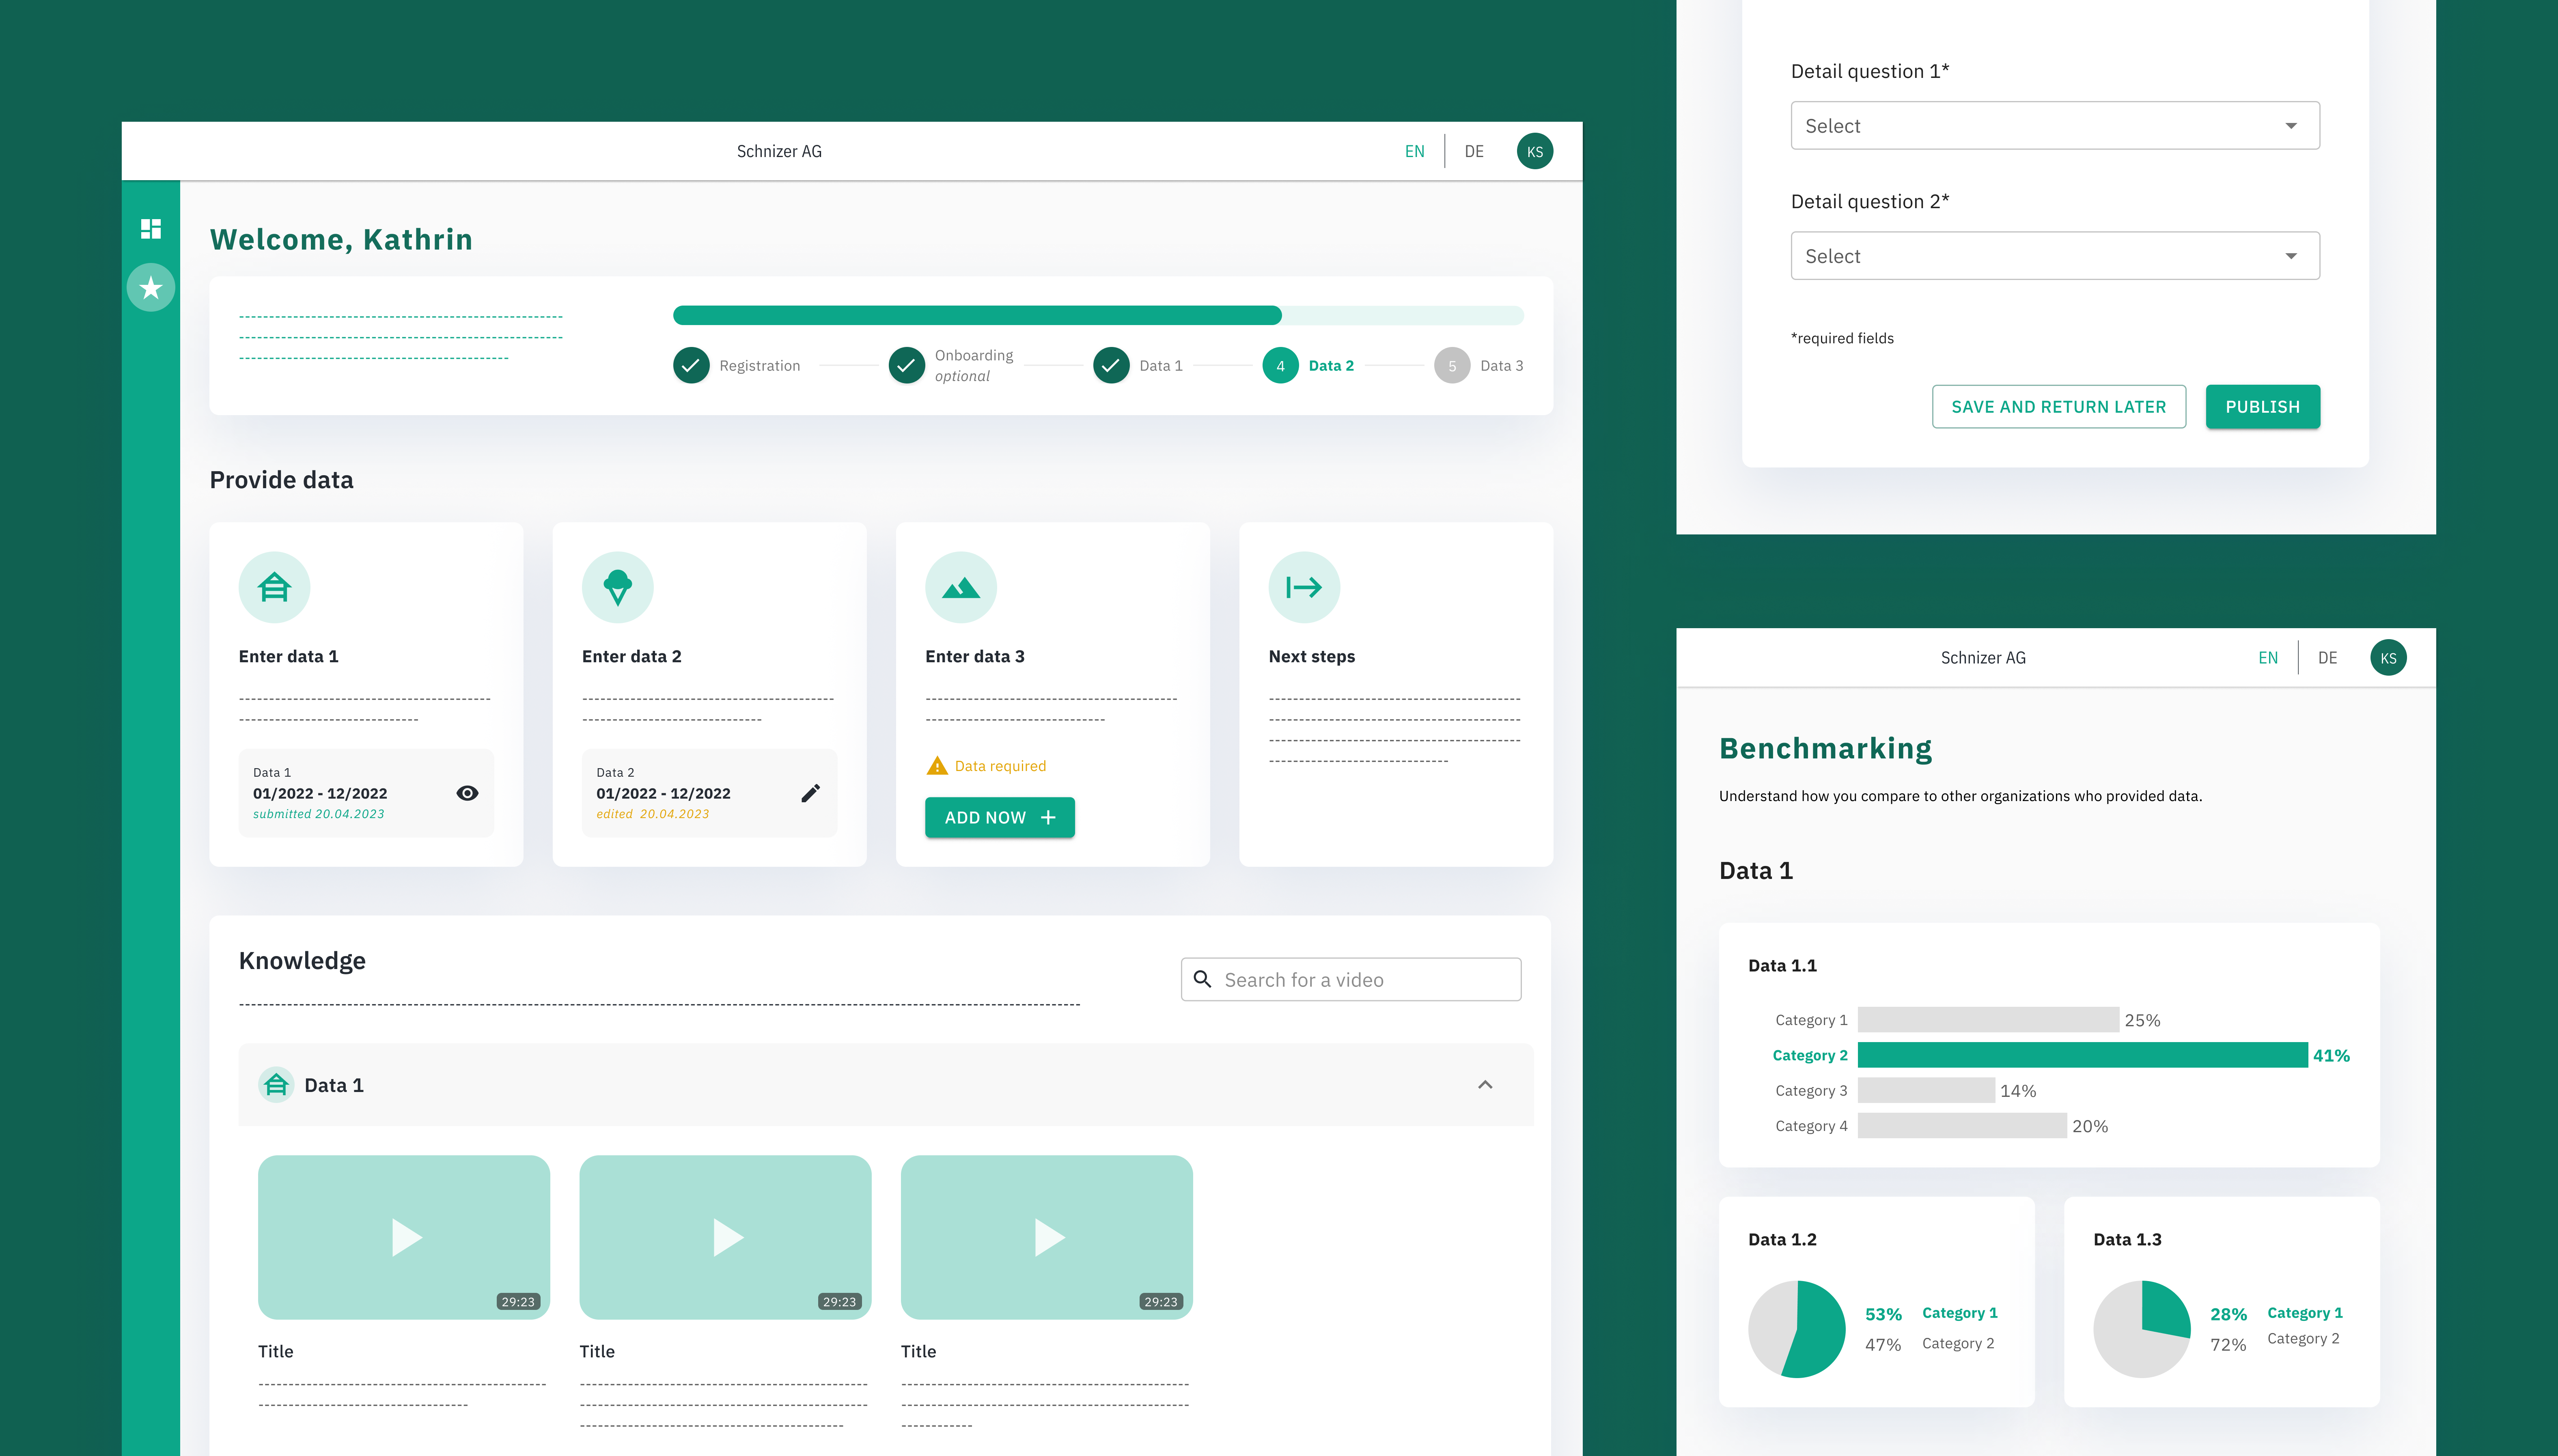 Schnizer AG
EN
DE
KS
Welcome, Kathrin
Registration
Onboarding
optional
Data 1
4
Data 2
5
Data 3
Provide data
Enter data 1
Data 1
01/2022 - 12/2022
submitted 20.04.2023
Enter data 2
Data 2
01/2022 - 12/2022
edited 20.04.2023
Enter data 3
Data required
ADD NOW +
Next steps
Knowledge
Search for a video
Data 1
29:23
29:23
29:23
Title
Title
Title
Detail question 1*
Select
Detail question 2*
Select
*required fields
SAVE AND RETURN LATER
PUBLISH
Schnizer AG
EN
DE
KS
Benchmarking
Understand how you compare to other organizations who provided data.
Data 1
Data 1.1
Category 1 25%
Category 2 41%
Category 3 14%
Category 4 20%
Data 1.2
53% Category 1
47% Category 2
Data 1.3
28% Category 1
72% Category 2